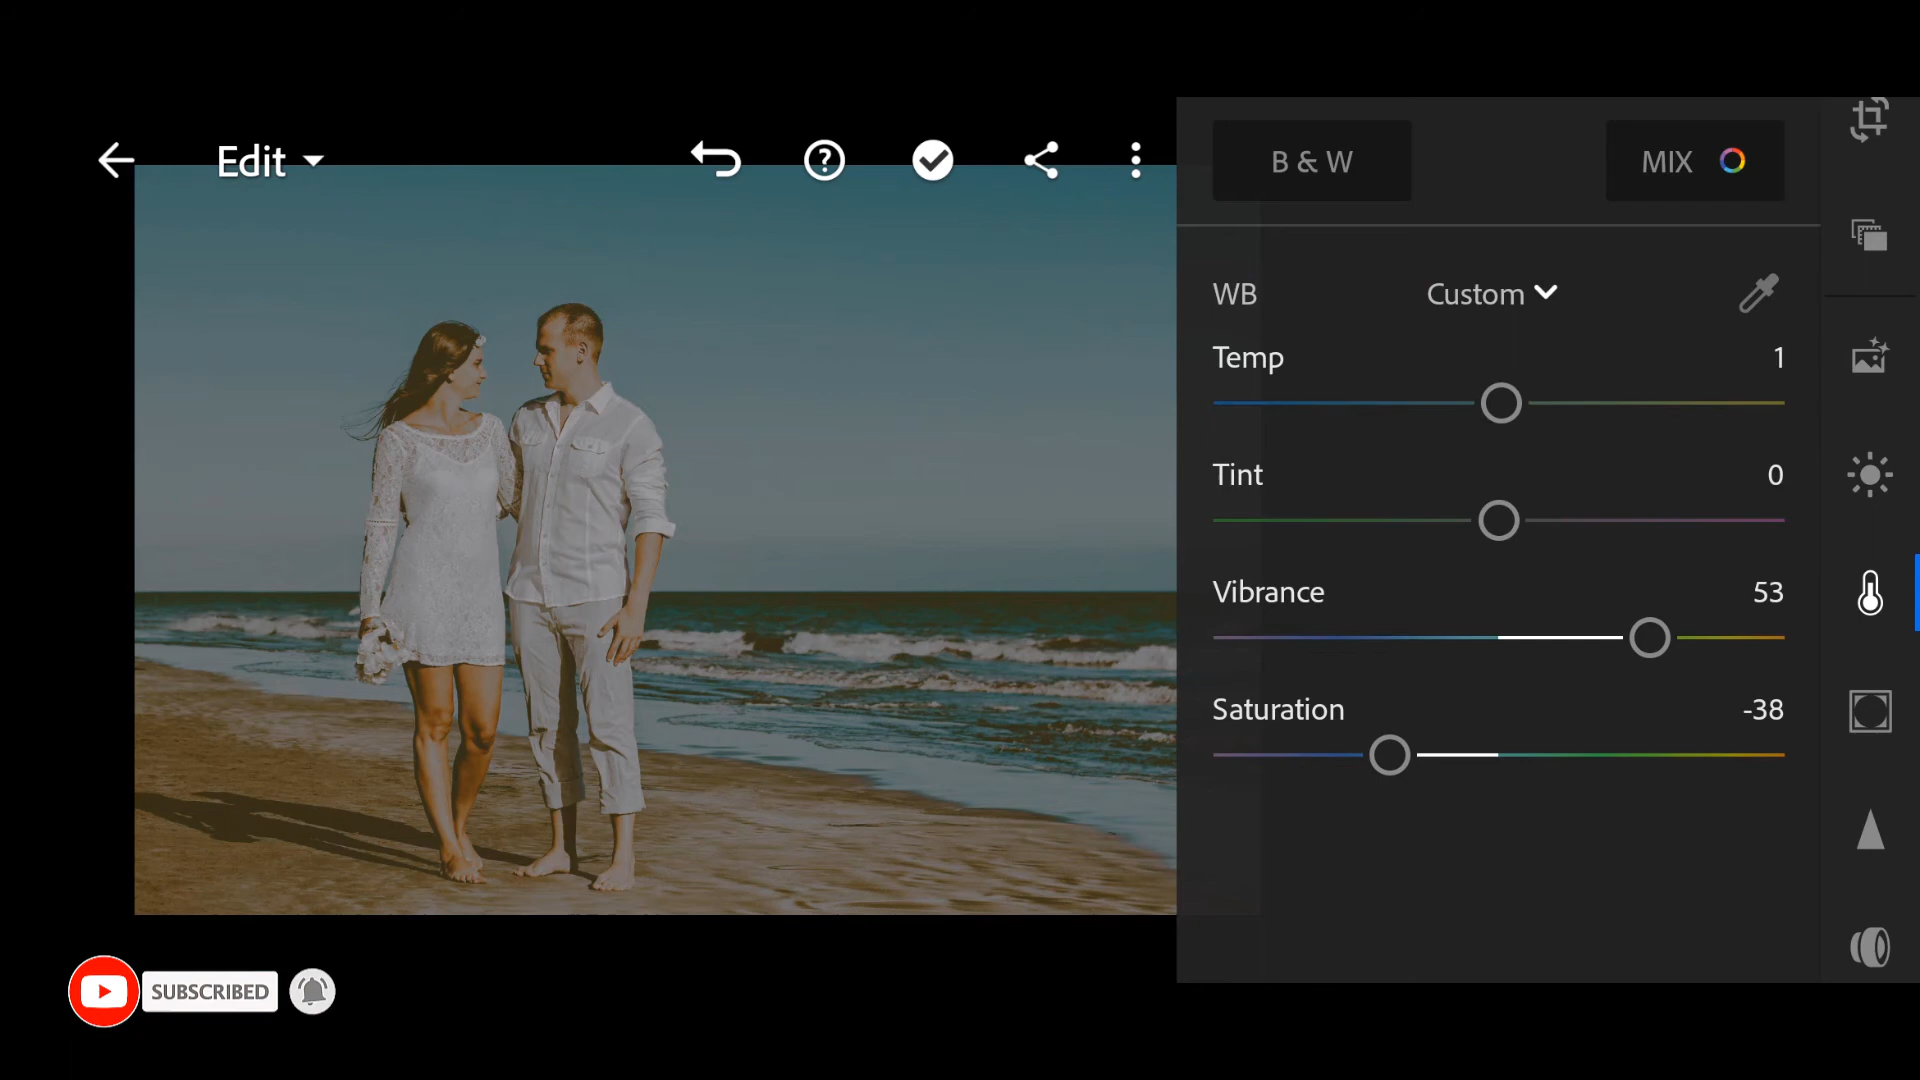 Edit
B & W
MIX
WB
Custom
Temp
1
Tint
0
Vibrance
53
Saturation
-38
SUBSCRIBED